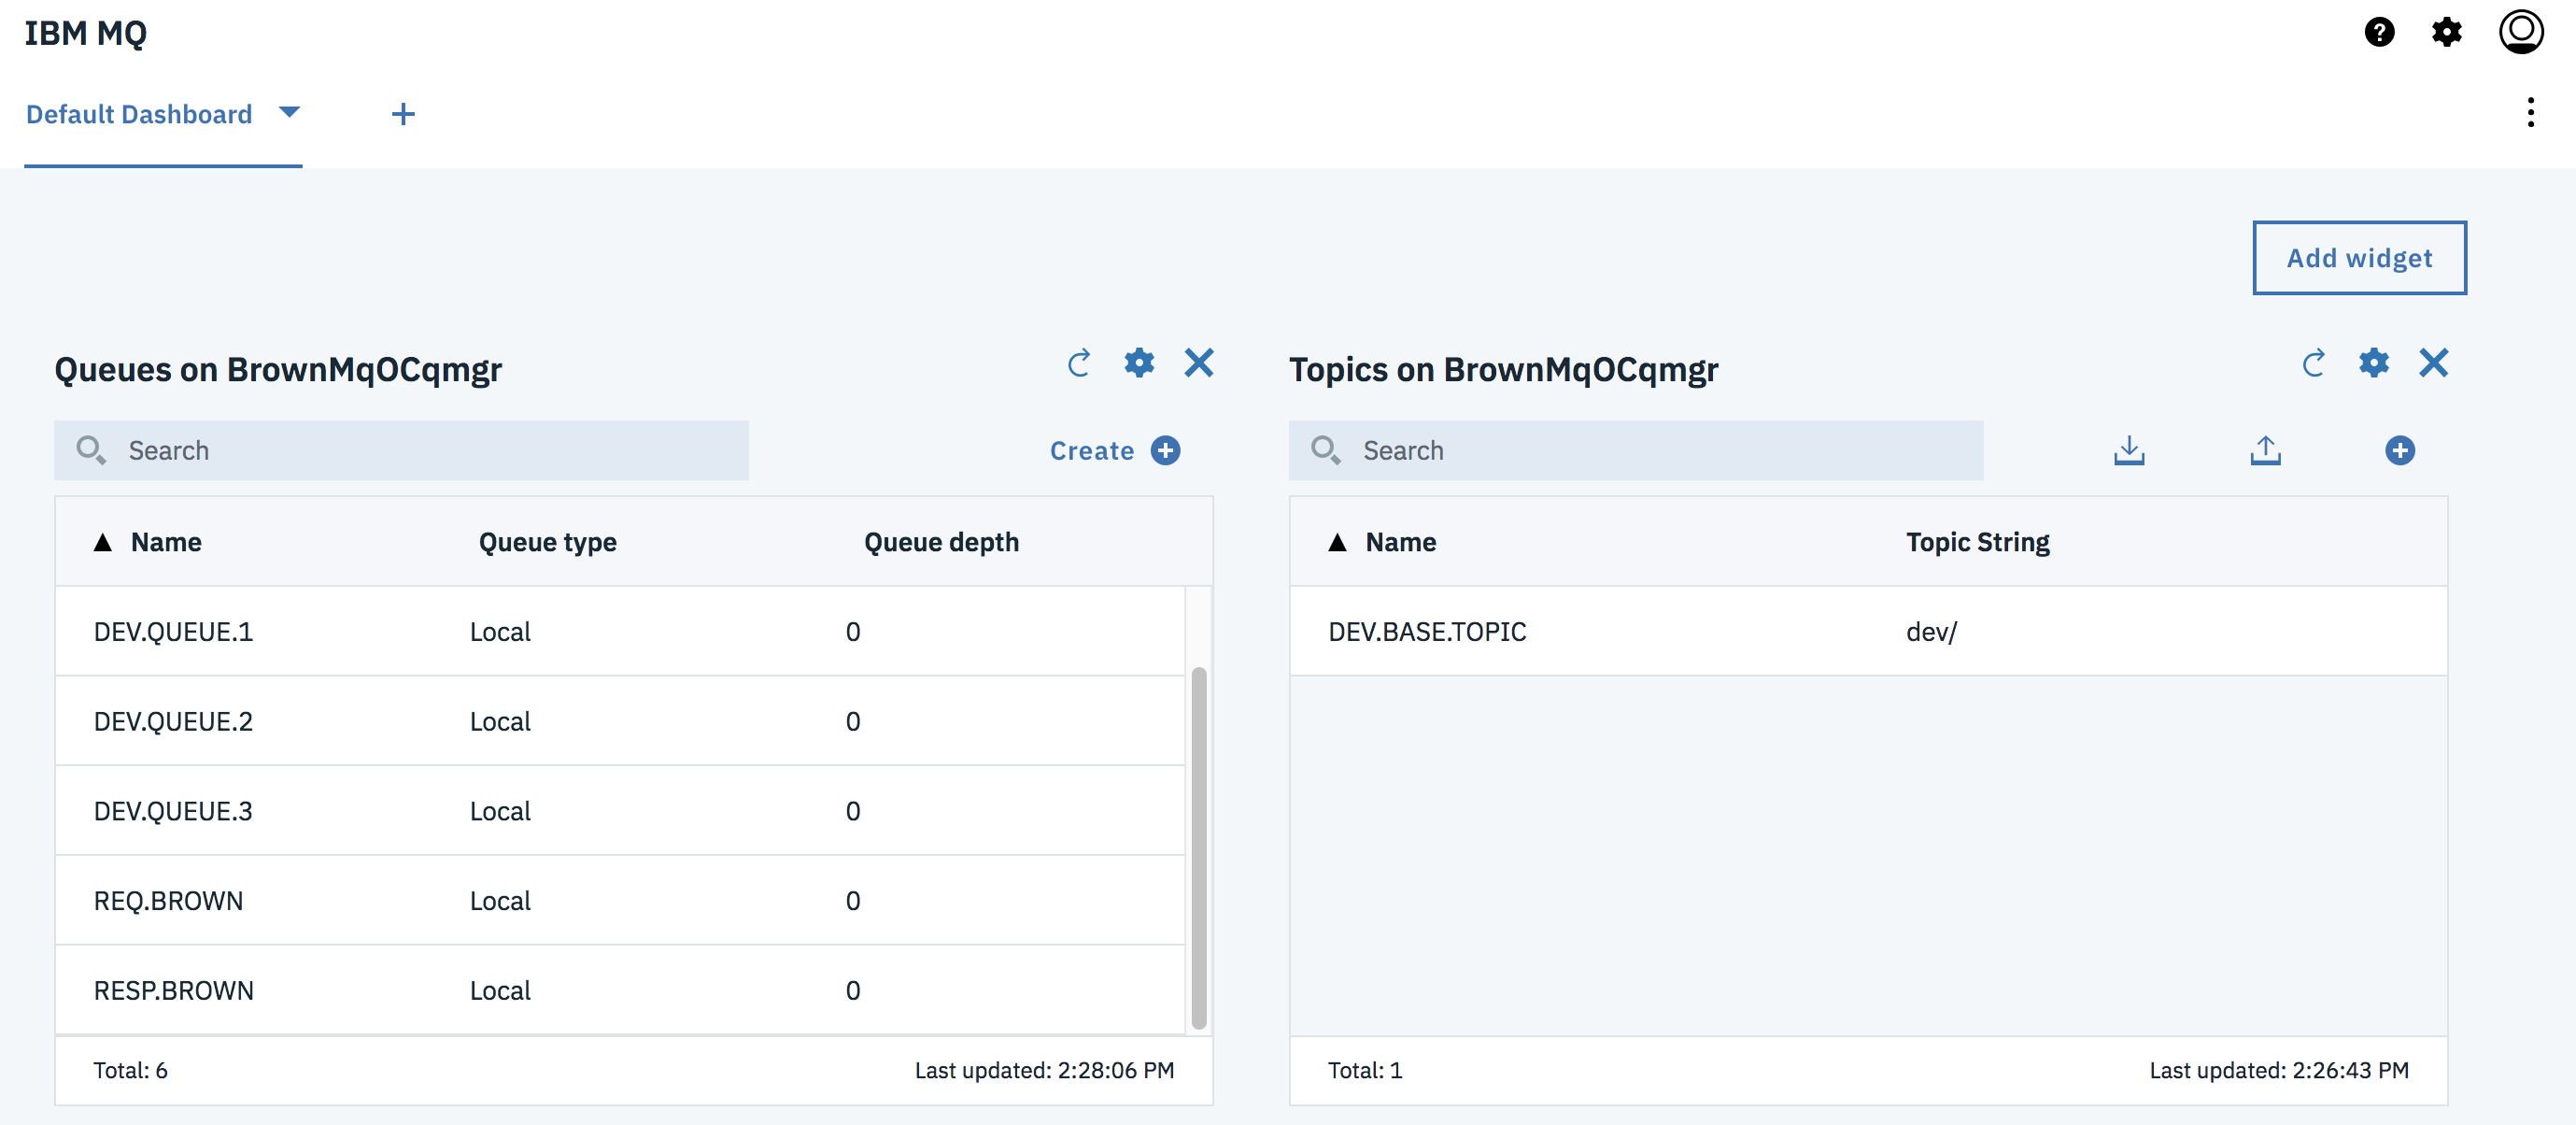 IBM MQ
Default Dashboard
Add widget
Queues on BrownMqOCqmgr
Search
Create
Name Queue type Queue depth
DEV.QUEUE.1 Local 0
DEV.QUEUE.2 Local 0
DEV.QUEUE.3 Local 0
REQ.BROWN Local 0
RESP.BROWN Local 0
Total: 6 Last updated: 2:28:06 PM
Topics on BrownMqOCqmgr
Search
Name Topic String
DEV.BASE.TOPIC dev/
Total: 1 Last updated: 2:26:43 PM